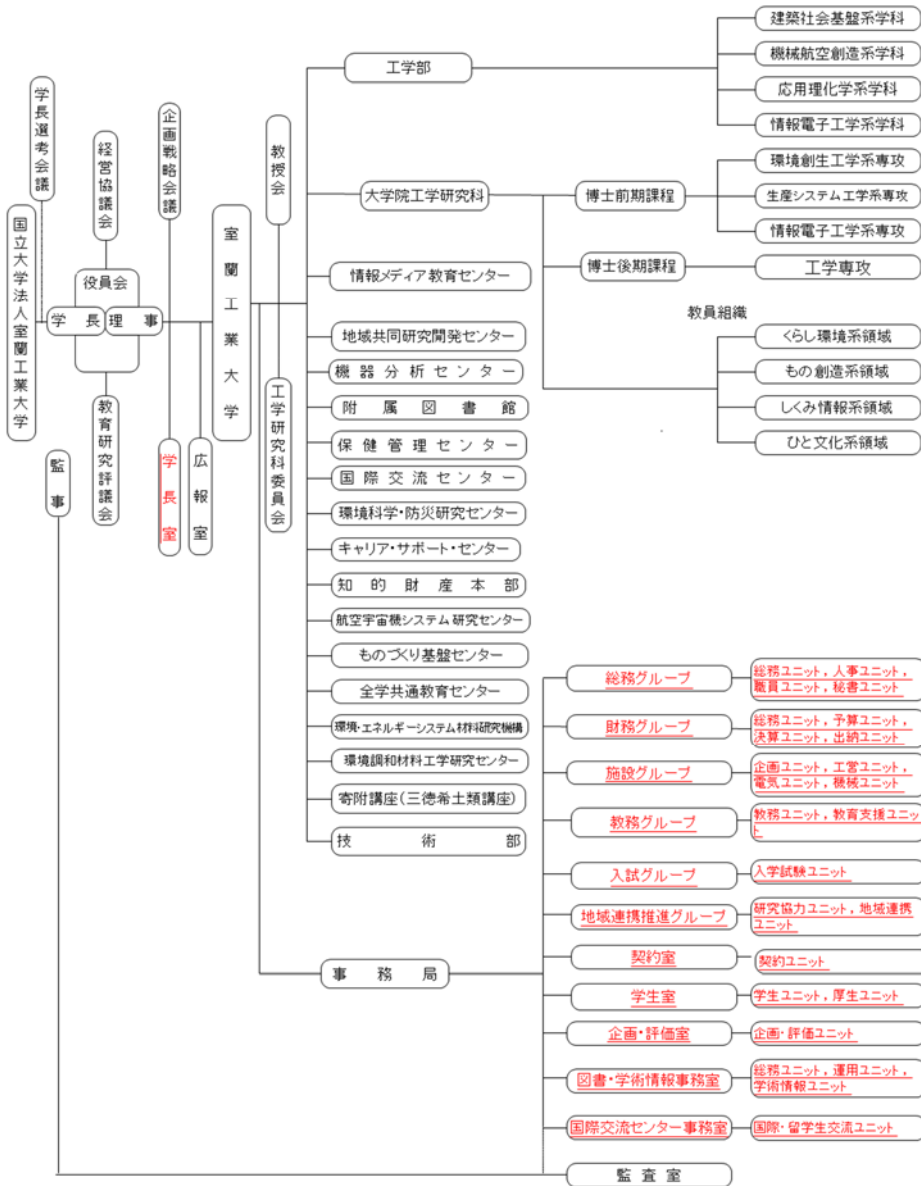 国立大学法人室蘭工業大学
学長選考会議
経営協議会
役員会
学長
理事
教育研究評議会
監事
企画戦略会議
学長室
広報室
室蘭工業大学
教授会
工学研究科委員会
工学部
建築社会基盤系学科
機械航空創造系学科
応用理化学系学科
情報電子工学系学科
大学院工学研究科
博士前期課程
環境創生工学系専攻
生産システム工学系専攻
情報電子工学系専攻
博士後期課程
工学専攻
教員組織
くらし環境系領域
もの創造系領域
しくみ情報系領域
ひと文化系領域
情報メディア教育センター
地域共同研究開発センター
機器分析センター
附属図書館
保健管理センター
国際交流センター
環境科学・防災研究センター
キャリア・サポート・センター
知的財産本部
航空宇宙機システム研究センター
ものづくり基盤センター
全学共通教育センター
環境・エネルギーシステム材料研究機構
環境調和材料工学研究センター
寄附講座(三徳希土類講座)
技術部
事務局
総務グループ
総務ユニット，人事ユニット，
職員ユニット，秘書ユニット
財務グループ
総務ユニット，予算ユニット，
決算ユニット，出納ユニット
施設グループ
企画ユニット，工営ユニット，
電気ユニット，機械ユニット
教務グループ
教務ユニット，教育支援ユニッ
ト
入試グループ
入学試験ユニット
地域連携推進グループ
研究協力ユニット，地域連携
ユニット
契約室
契約ユニット
学生室
学生ユニット，厚生ユニット
企画・評価室
企画・評価ユニット
図書・学術情報事務室
総務ユニット，運用ユニット，
学術情報ユニット
国際交流センター事務室
国際・留学生交流ユニット
監査室